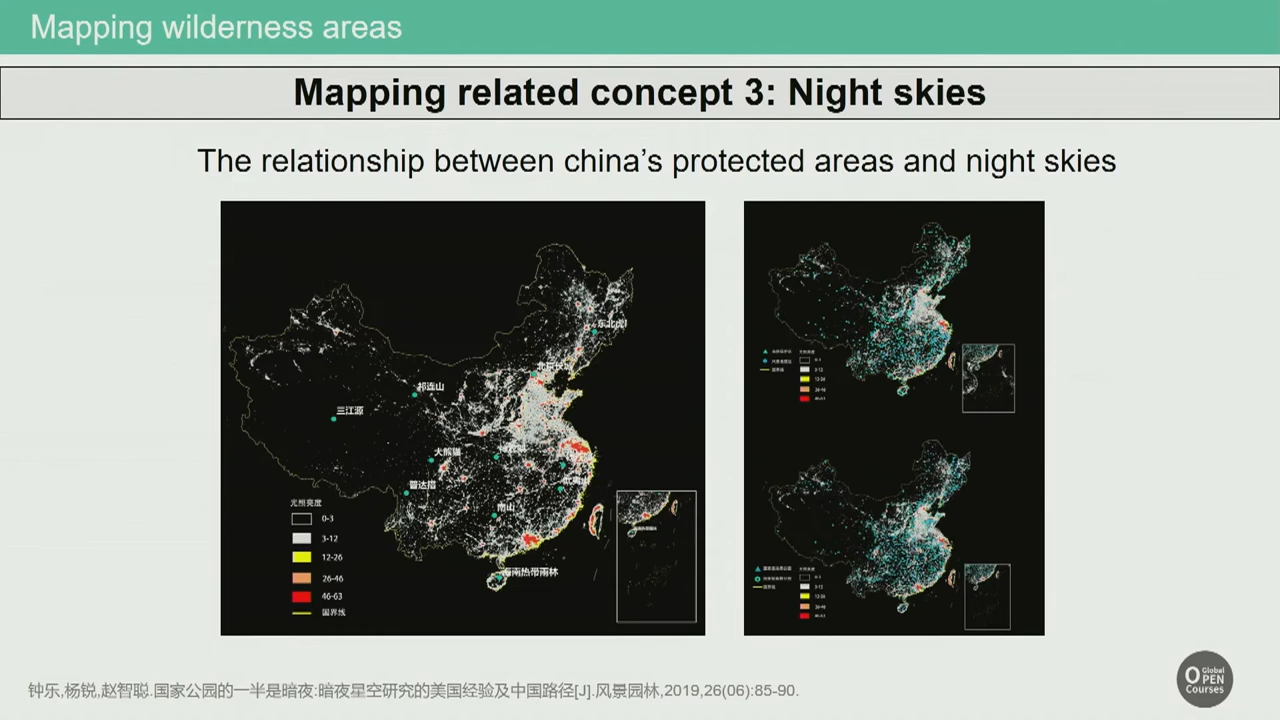 Mapping wilderness areas
Mapping related concept 3: Night skies
The relationship between china’s protected areas and night skies
祁连山
三江源
大熊猫
普达措
南山
海南热带雨林
光照亮度
0-3
3-12
12-26
26-46
46-63
国界线
钟乐,杨锐,赵智聪.国家公园的一半是暗夜:暗夜星空研究的美国经验及中国路径[J].风景园林,2019,26(06):85-90.
Global
OPEN
Courses